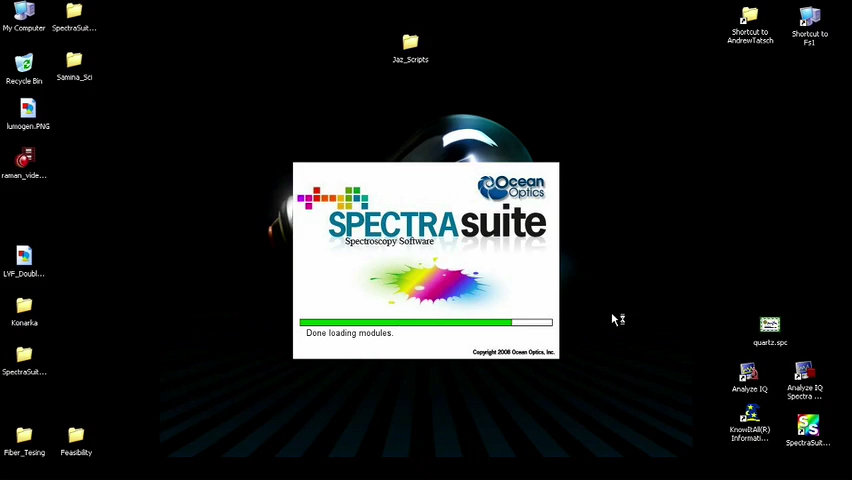 My Computer
SpectraSuit...
Recycle Bin
Samina_Sci
lumogen.PNG
raman_vide...
LVF_Doubl...
Konarka
SpectraSuit...
Fiber_Tesing
Feasibility
Jaz_Scripts
Shortcut to
AndrewTatsch
Shortcut to
Fs1
Ocean
Optics
SPECTRAsuite
Spectroscopy Software
Done loading modules.
Copyright 2008 Ocean Optics, Inc.
quartz.spc
Analyze IQ
Analyze IQ
Spectra ...
KnowItAll(R)
Informati...
SpectraSuit...